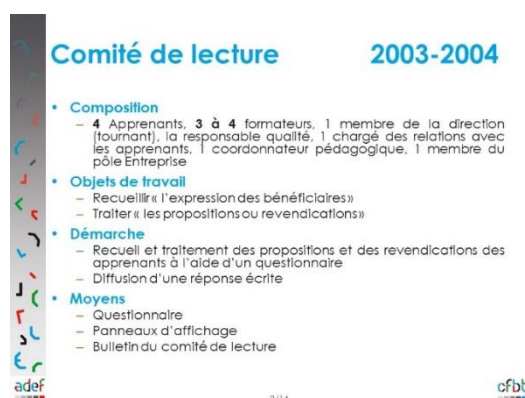 Comité de lecture 2003-2004
• Composition
– 4 Apprenants, 3 à 4 formateurs, 1 membre de la direction
(tournant), la responsable qualité, 1 chargé des relations avec
les apprenants, 1 coordonnateur pédagogique, 1 membre du
pôle Entreprise
• Objets de travail
– Recueillir « l'expression des bénéficiaires»
– Traiter « les propositions ou revendications»
• Démarche
– Recueil et traitement des propositions et des revendications des
apprenants à l'aide d'un questionnaire
– Diffusion d'une réponse écrite
• Moyens
– Questionnaire
– Panneaux d'affichage
– Bulletin du comité de lecture
adef
cfbt